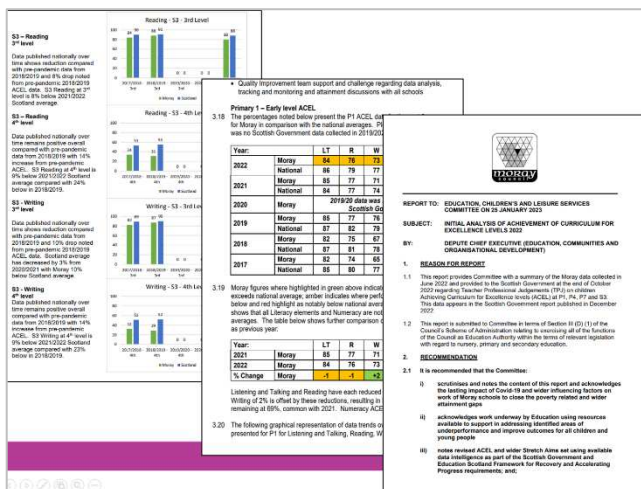 S3 – Reading
3rd level
Data published nationally over
time shows reduction compared
with pre-pandemic data from
2018/2019 and 8% drop noted
from pre-pandemic 2018/2019
ACEL data. S3 Reading at 3rd
level is 8% below 2021/2022
Scotland average.
S3 – Reading
4th level
Data published nationally over
time remains positive overall
compared with pre-pandemic
data from 2018/2019 with 14%
increase from pre-pandemic
ACEL data. S3 Reading at 4th level is
9% below 2021/2022 Scotland
average compared with 24%
below in 2018/2019.
S3 - Writing
3rd level
Data published nationally over
time shows reduction compared
with pre-pandemic data from
2018/2019 and 10% drop noted
from pre-pandemic 2018/2019
ACEL data. Scotland average
has decreased by 3% from
2020/2021 with Moray 10%
below Scotland average.
S3 - Writing
4th level
Data published nationally over
time remains positive overall
compared with pre-pandemic
data from 2018/2019 with 14%
increase from pre-pandemic
ACEL data. S3 Writing at 4th level is
9% below 2021/2022 Scotland
average compared with 23%
below in 2018/2019.
Reading - S3 - 3rd Level
Reading - S3 - 4th Lev
Writing - S3 - 3rd Lev
Writing - S3 - 4th Lev
• Quality Improvement team support and challenge regarding data analysis,
tracking and monitoring and attainment discussions with all schools
Primary 1 – Early level ACEL
3.18 The percentages noted below present the P1 ACEL
for Moray in comparison with the national averages.
was no Scottish Government data collected in 2019/20
Year: LT R W
2022 Moray 84 76 73
National 86 79 77
2021 Moray 85 77 71
National 84 77 74
2020 Moray 2019/20 data was
Scottish Go
2019 Moray 85 77 76
National 87 82 79
2018 Moray 82 75 67
National 87 81 78
2017 Moray 82 74 65
National 85 80 77
3.19 Moray figures where highlighted in green above indicate
exceeds national average; amber indicates where
below and red highlight as notably below national
shows that all Literacy elements and Numeracy are not
averages. The table below shows further comparison
as previous year.
Year: LT R W
2021 Moray 85 77 71
2022 Moray 84 76 73
% Change Moray -1 -1 +2
Listening and Talking and Reading have each reduced
Writing of 2% is offset by these reductions, resulting in
remaining at 69%, common with 2021. Numeracy ACE
3.20 The following graphical representation of data trends
presented for P1 for Listening and Talking, Reading, W
moray
council
REPORT TO: EDUCATION, CHILDREN'S AND LEISURE SERVICES
COMMITTEE ON 25 JANUARY 2023
SUBJECT: INITIAL ANALYSIS OF ACHIEVEMENT OF CURRICULUM FOR
EXCELLENCE LEVELS 2022
BY: DEPUTE CHIEF EXECUTIVE (EDUCATION, COMMUNITIES AND
ORGANISATIONAL DEVELOPMENT)
1. REASON FOR REPORT
1.1 This report provides Committee with a summary of the Moray data collected in
June 2022 and provided to the Scottish Government at the end of October
2022 regarding Teacher Professional Judgements (TPJ) on children
Achieving Curriculum for Excellence levels (ACEL) at P1, P4, P7 and S3.
This data appears in the Scottish Government report published in December
2022
1.2 This report is submitted to Committee in terms of Section III (D) (1) of the
Council's Scheme of Administration relating to exercising all of the functions
of the Council as Education Authority within the terms of relevant legislation
with regard to nursery, primary and secondary education.
2. RECOMMENDATION
2.1 It is recommended that the Committee:
i) scrutinises and notes the content of this report and acknowledges
the lasting impact of Covid-19 and wider influencing factors on
work of Moray schools to close the poverty related and wider
attainment gaps
ii) acknowledges work underway by Education using resources
available to support in addressing identified areas of
underperformance and improve outcomes for all children and
young people
iii) notes revised ACEL and wider Stretch Aims set using available
data intelligence as part of the Scottish Government and
Education Scotland Framework for Recovery and Accelerating
Progress requirements; and;